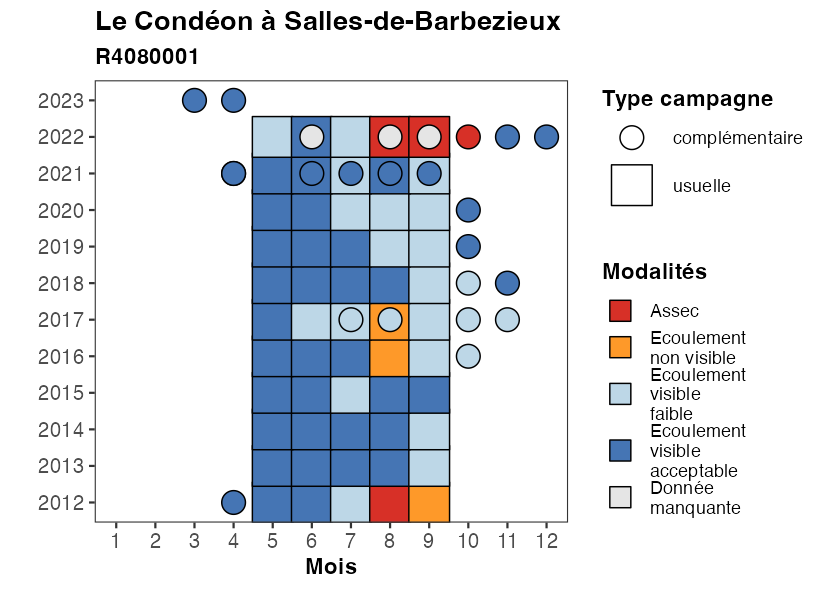 Le Condéon à Salles-de-Barbezieux
R4080001
2023
2022
2021
2020
2019
2018
2017
2016
2015
2014
2013
2012
1 2 3 4 5 6 7 8 9 10 11 12
Mois
Type campagne
complémentaire
usuelle
Modalités
Assec
Ecoulement
non visible
Ecoulement
visible
faible
Ecoulement
visible
acceptable
Donnée
manquante